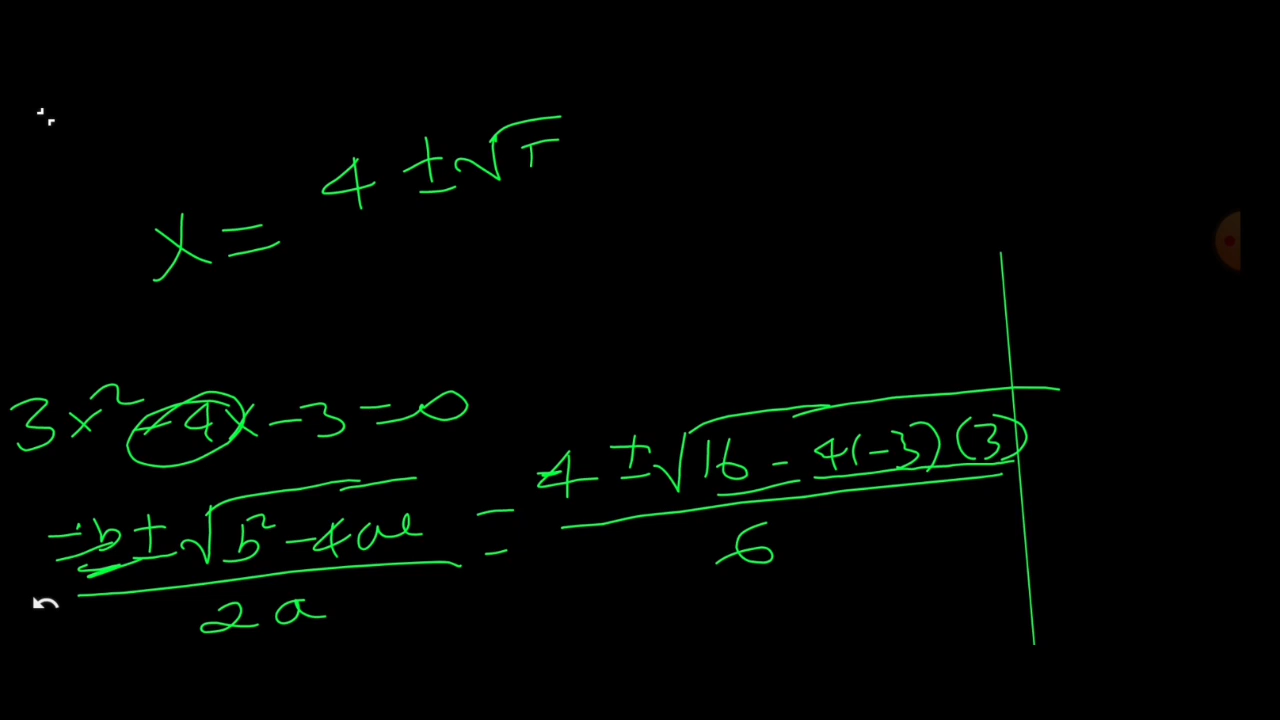 x = 4 ± √
3x² - 4x - 3 = 0
-b ± √b² - 4ac / 2a = 4 ± √16 - 4(-3)(3) / 6